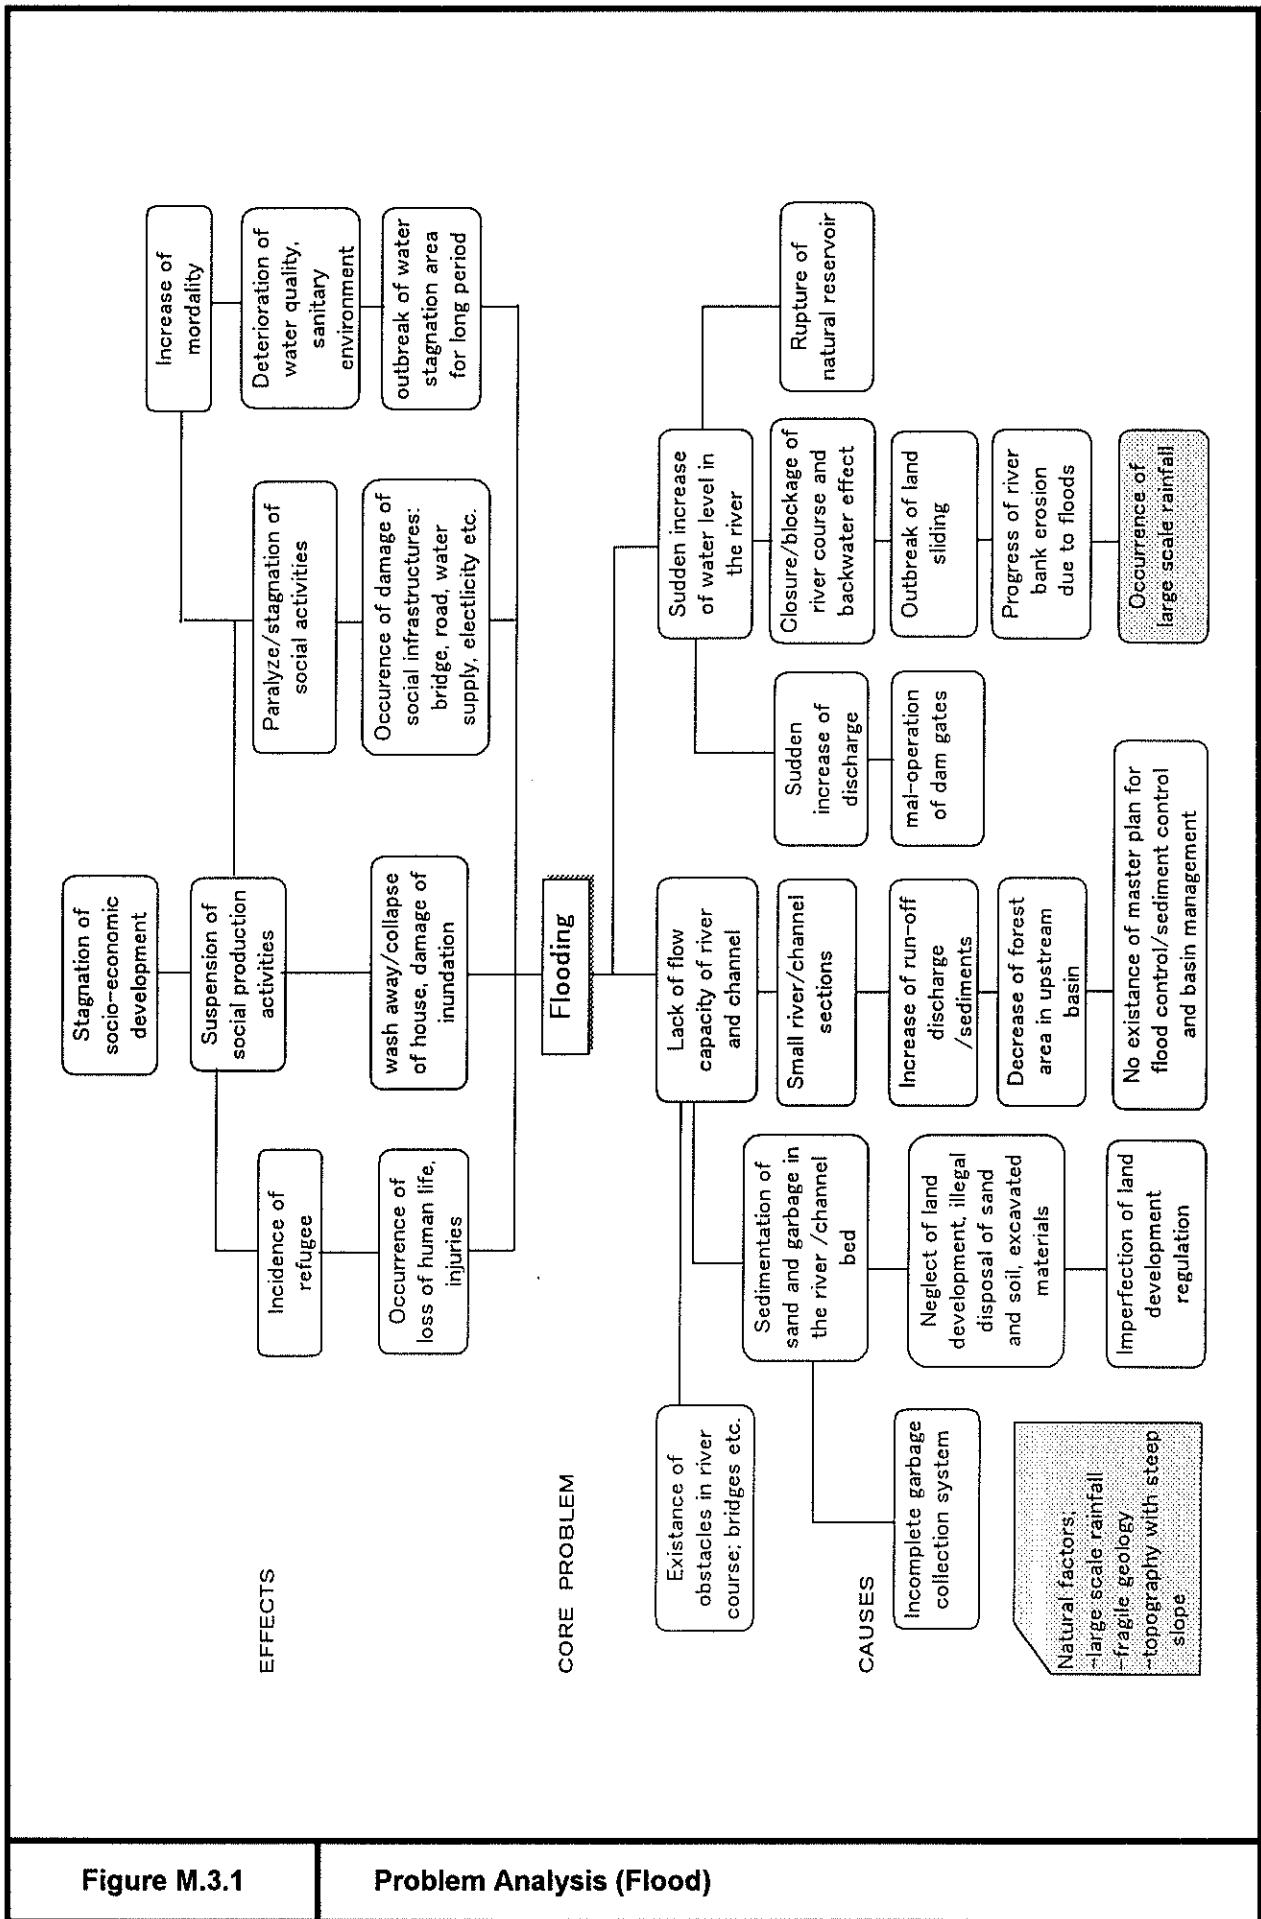 Stagnation of
socio-economic
development
Suspension of
social production
activities
Increase of
mordality
Incidence of
refugee
Paralyze/stagnation of
social activities
Deterioration of
water quality,
sanitary
environment
EFFECTS
Occurrence of
loss of human life,
injuries
wash away/collapse
of house, damage of
inundation
Occurence of damage of
social infrastructures:
bridge, road, water
supply, electlicity etc.
outbreak of water
stagnation area
for long period
CORE PROBLEM
Flooding
Existance of
obstacles in river
course; bridges etc.
Lack of flow
capacity of river
and channel
Sudden increase
of water level in
the river
Sedimentation of
sand and garbage in
the river /channel
bed
Small river/channel
sections
Sudden
increase of
discharge
Closure/blockage of
river course and
backwater effect
Rupture of
natural reservoir
CAUSES
Incomplete garbage
collection system
Neglect of land
development, illegal
disposal of sand
and soil, excavated
materials
Increase of run-off
discharge
/sediments
mal-operation
of dam gates
Outbreak of land
sliding
Decrease of forest
area in upstream
basin
Progress of river
bank erosion
due to floods
Natural factors;
-large scale rainfall
-fragile geology
-topography with steep
slope
Imperfection of land
development
regulation
No existance of master plan for
flood control/sediment control
and basin management
Occurrence of
large scale rainfall
Figure M.3.1
Problem Analysis (Flood)